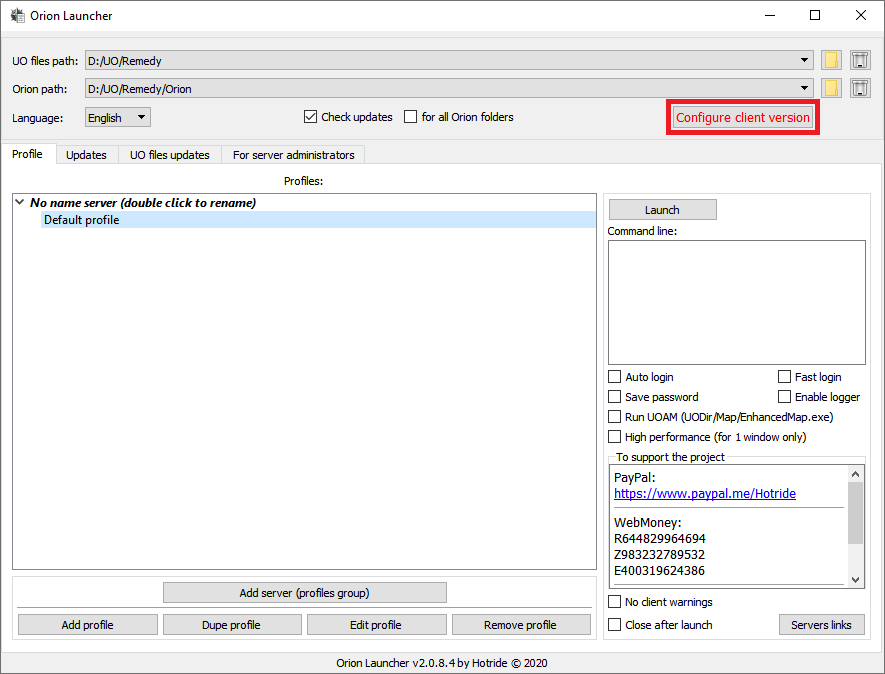 Orion Launcher
UO files path: D:/UO/Remedy
Orion path: D:/UO/Remedy/Orion
Language: English Check updates for all Orion folders Configure client version
Profile Updates UO files updates For server administrators
Profiles:
No name server (double click to rename)
Default profile
Launch
Command line:
Auto login Fast login
Save password Enable logger
Run UOAM (UODir/Map/EnhancedMap.exe)
High performance (for 1 window only)
To support the project
PayPal:
https://www.paypal.me/Hotride
WebMoney:
R644829964694
Z983232789532
E400319624386
No client warnings
Close after launch Servers links
Add server (profiles group)
Add profile Dupe profile Edit profile Remove profile
Orion Launcher v2.0.8.4 by Hotride © 2020